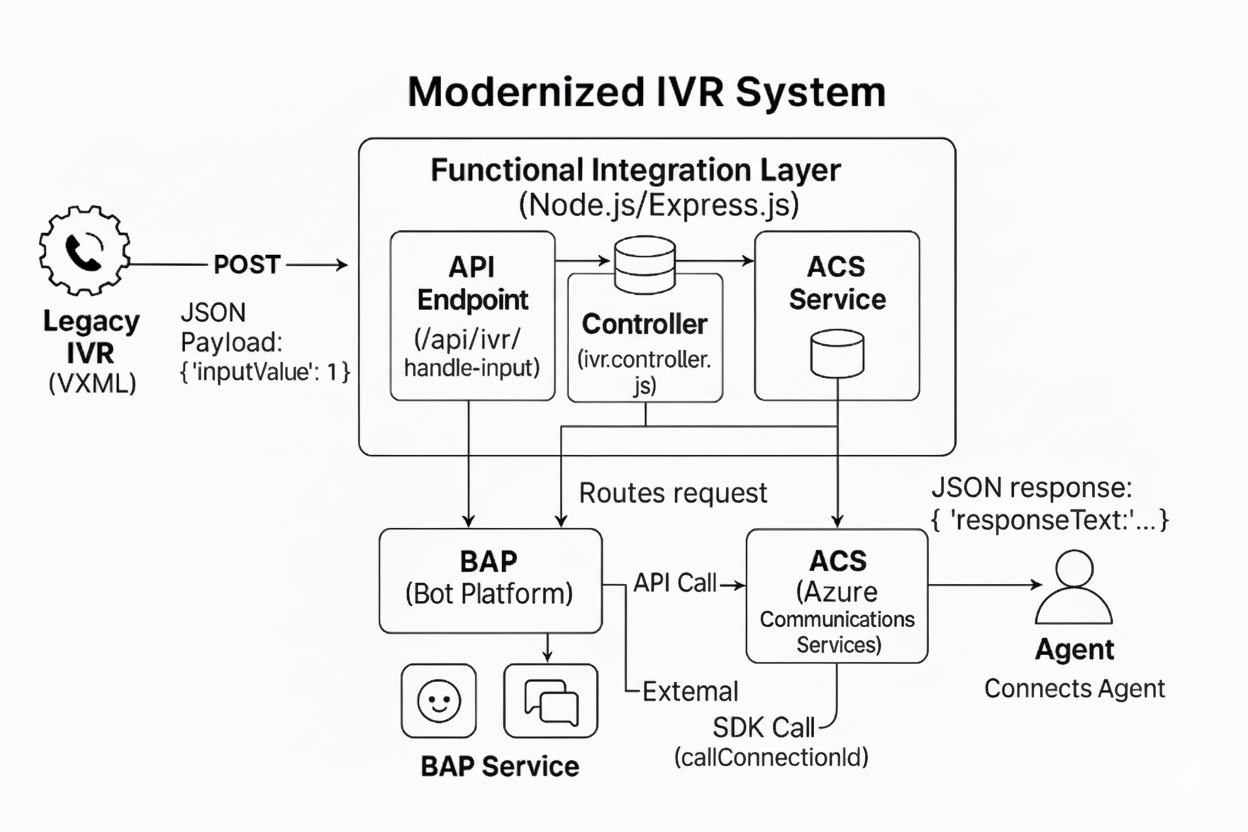 Modernized IVR System
Functional Integration Layer
(Node.js/Express.js)
Legacy
IVR
(VXML)
POST
JSON
Payload:
{'inputValue': 1}
API
Endpoint
(/api/ivr/
handle-input)
Controller
(ivr.controller.
js)
ACS
Service
Routes request
BAP
(Bot Platform)
API Call
ACS
(Azure
Communications
Services)
JSON response:
{ 'responseText:'...}
Agent
Connects Agent
BAP Service
Extemal
SDK Call
(callConnectionId)